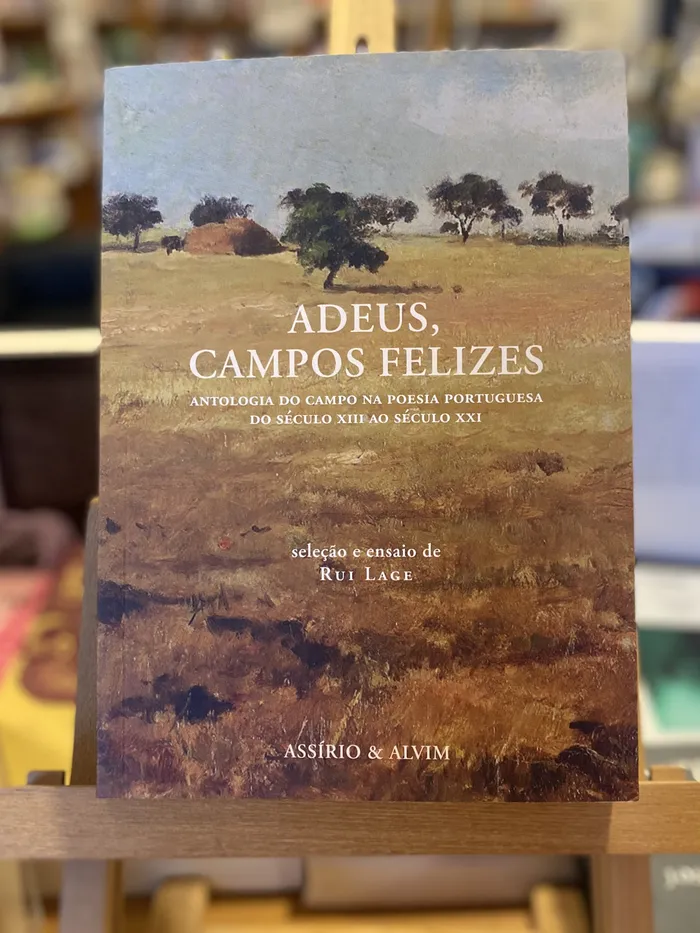 ADEUS,
CAMPOS FELIZES
ANTOLOGIA DO CAMPO NA POESIA PORTUGUESA
DO SÉCULO XIII AO SÉCULO XXI
seleção e ensaio de
RUI LAGE
ASSÍRIO & ALVIM